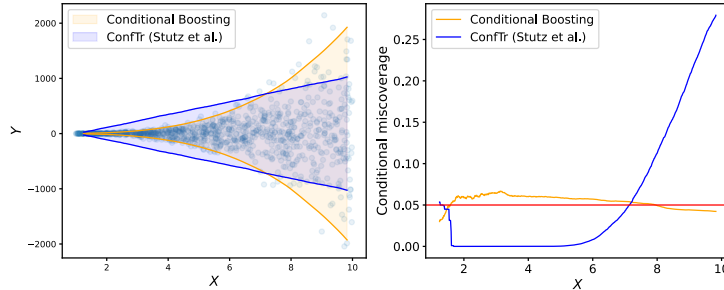 Conditional Boosting
ConfTr (Stutz et al.)
2000
1000
0
−1000
−2000
Y
2
4
6
8
10
X
Conditional Boosting
ConfTr (Stutz et al.)
0.25
0.20
0.15
0.10
0.05
0.00
Conditional miscoverage
2
4
6
8
10
X